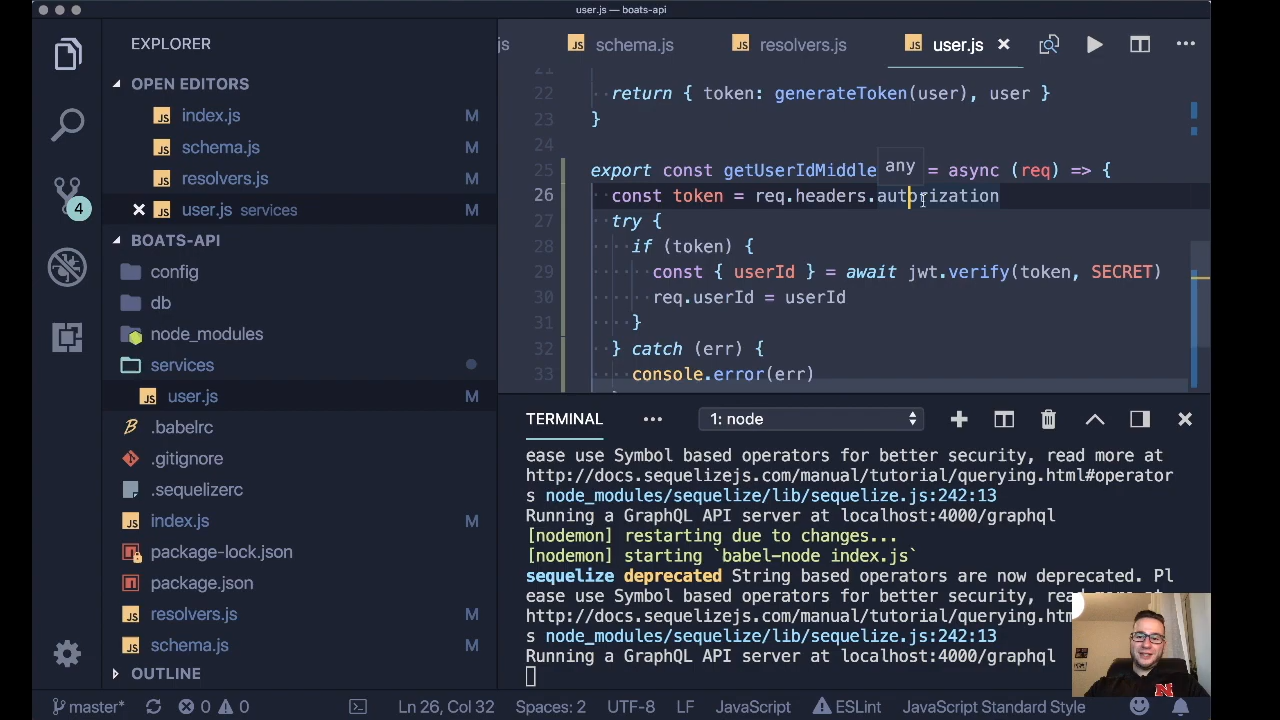 user.js — boats-api
EXPLORER
OPEN EDITORS
index.js M
schema.js M
resolvers.js M
user.js services M
BOATS-API
config
db
node_modules
services
user.js M
.babelrc
.gitignore
.sequelizerc
index.js M
package-lock.json
package.json
resolvers.js M
schema.js M
OUTLINE
4
js schema.js resolvers.js user.js
21
22 return { token: generateToken(user), user }
23 }
24
any
25 export const getUserIdMiddle = async (req) => {
26 const token = req.headers.autorization
27 try {
28 if (token) {
29 const { userId } = await jwt.verify(token, SECRET)
30 req.userId = userId
31 }
32 } catch (err) {
33 console.error(err)
TERMINAL ••• 1: node
ease use Symbol based operators for better security, read more at
http://docs.sequelizejs.com/manual/tutorial/querying.html#operator
s node_modules/sequelize/lib/sequelize.js:242:13
Running a GraphQL API server at localhost:4000/graphql
[nodemon] restarting due to changes...
[nodemon] starting `babel-node index.js`
sequelize deprecated String based operators are now deprecated. Pl
ease use Symbol based operators for better security, read more at
http://docs.sequelizejs.com/manual/tutorial/querying.htm
s node_modules/sequelize/lib/sequelize.js:242:13
Running a GraphQL API server at localhost:4000/graphql
N
master* 0 0 Ln 26, Col 32 Spaces: 2 UTF-8 LF JavaScript ESLint JavaScript Standard Style